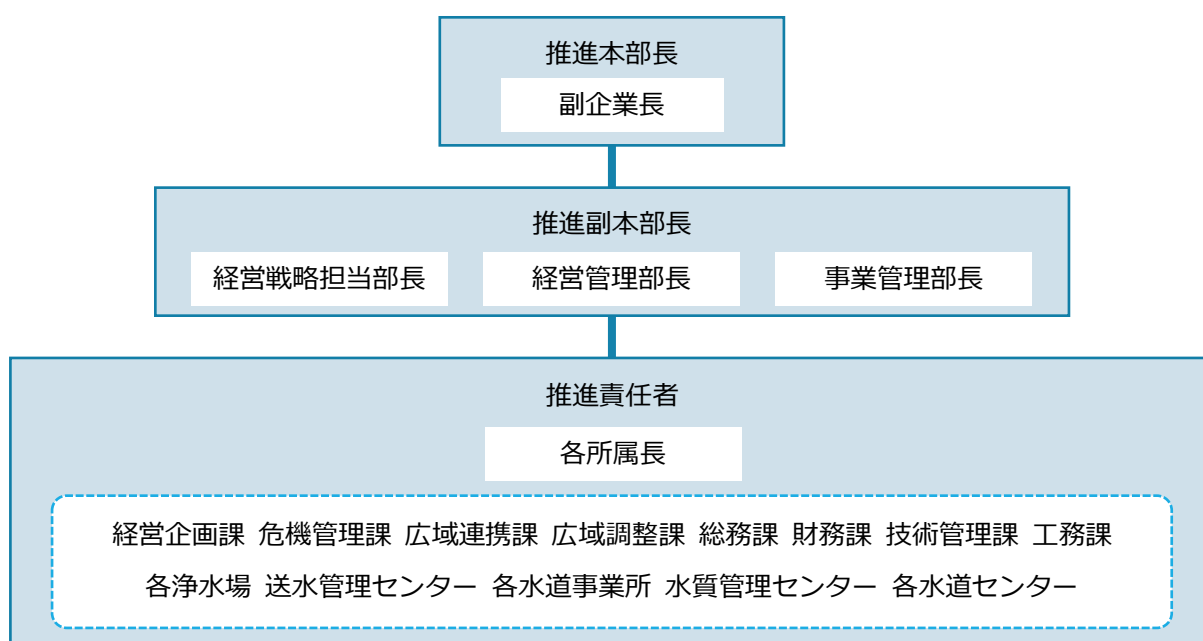 推進本部長
副企業長
推進副本部長
経営戦略担当部長 経営管理部長 事業管理部長
推進責任者
各所属長
経営企画課 危機管理課 広域連携課 広域調整課 総務課 財務課 技術管理課 工務課
各浄水場 送水管理センター 各水道事業所 水質管理センター 各水道センター